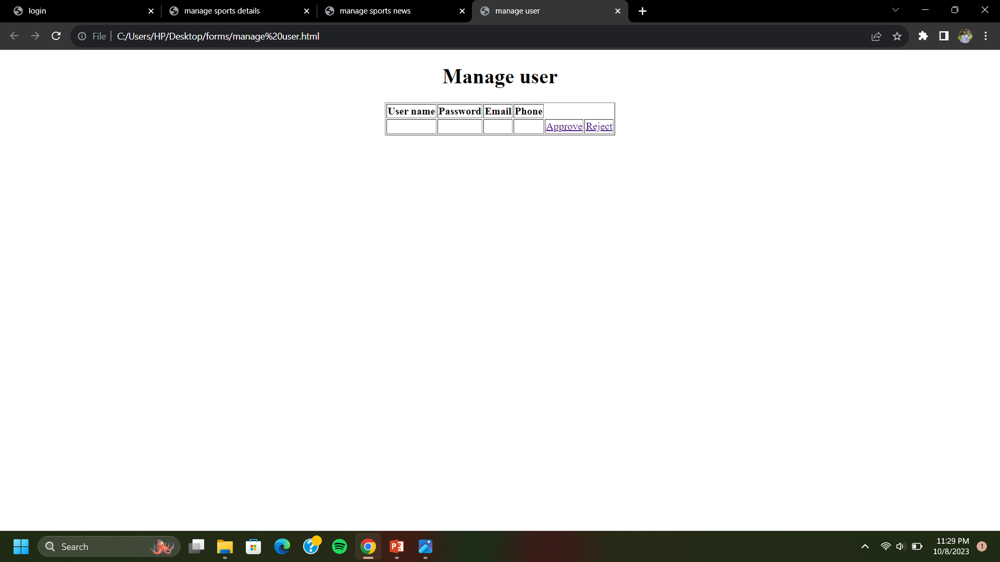 login
manage sports details
manage sports news
manage user
File
C:/Users/HP/Desktop/forms/manage%20user.html
Manage user
User name Password Email Phone
Approve Reject
Search
11:29 PM
10/8/2023
1